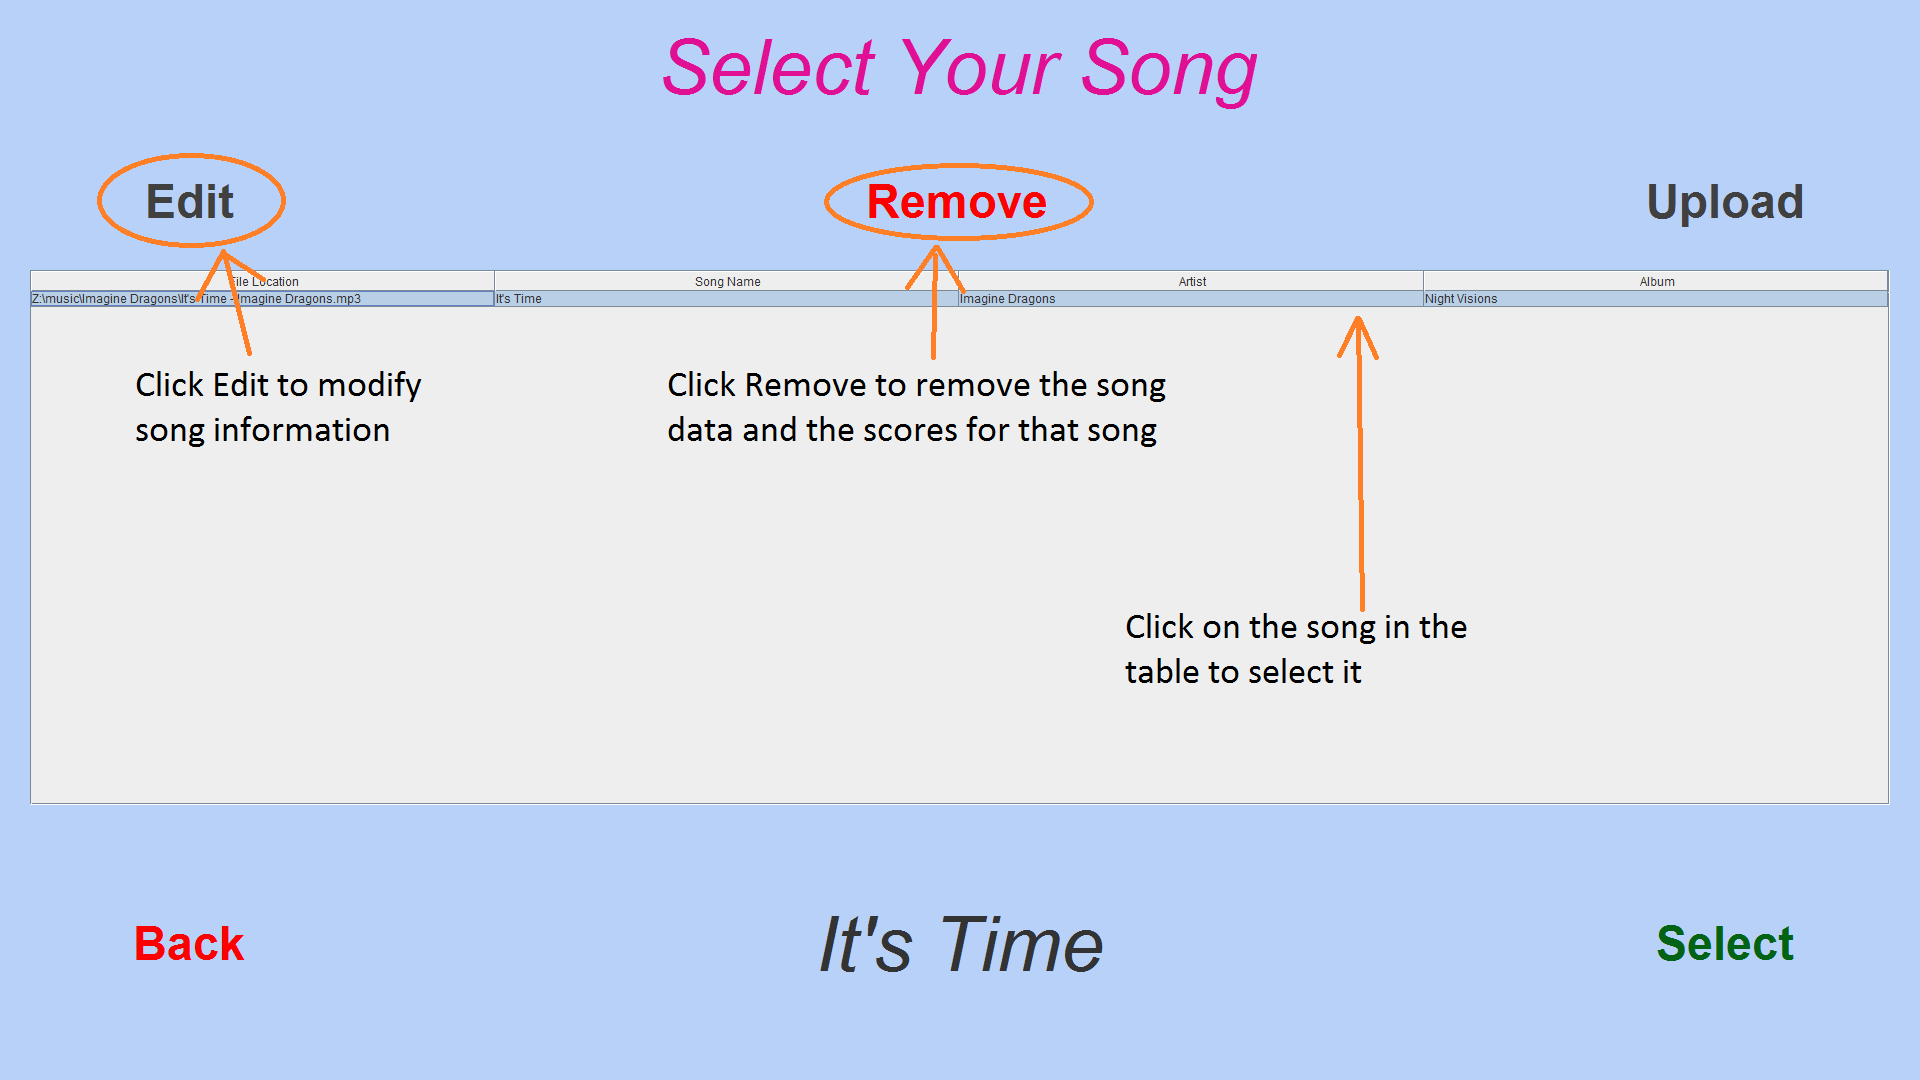 Select Your Song
Edit Remove Upload
File Location Song Name Artist Album
Z:\music\Imagine Dragons\It's Time - Imagine Dragons.mp3 It's Time Imagine Dragons Night Visions
Click Edit to modify
song information
Click Remove to remove the song
data and the scores for that song
Click on the song in the
table to select it
Back It's Time Select